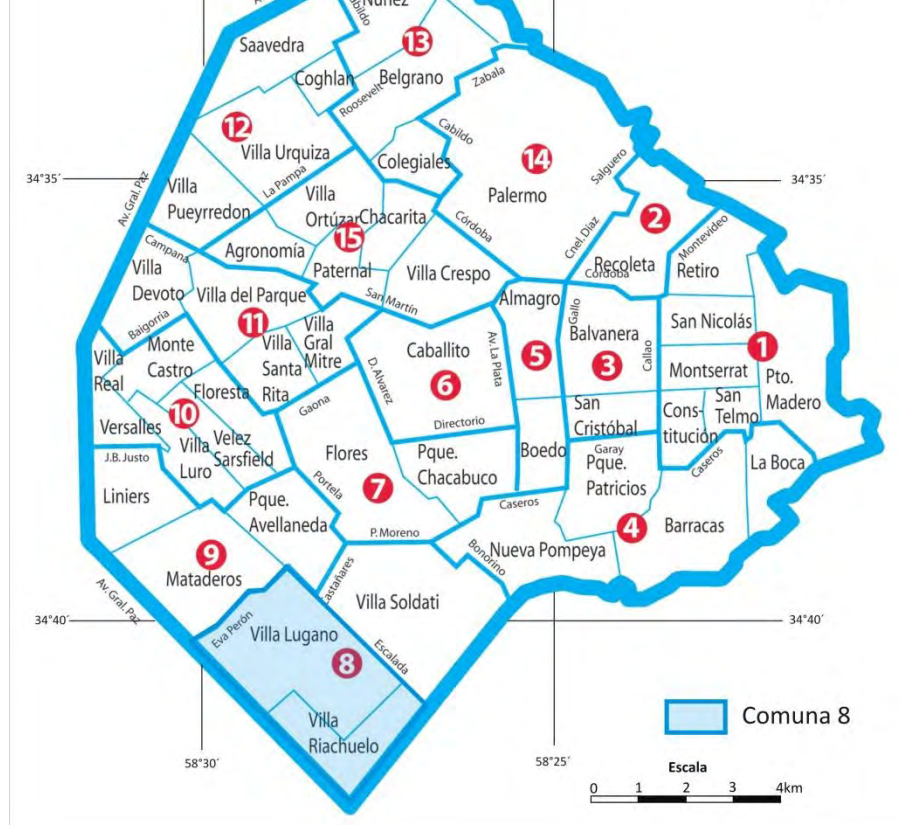 Nuñez
Cabildo
Saavedra
13
Coghlan
Belgrano
Roosevelt
Zabala
12
Villa Urquiza
Cabildo
Colegiales
14
Palermo
Salguero
34°35´
34°35´
Av. Gral. Paz
Villa
Pueyrredon
La Pampa
Villa
Ortúzar
Chacarita
15
Córdoba
2
Cnel. Diaz
Montevideo
Campana
Agronomía
Paternal
Villa Crespo
Recoleta
Córdoba
Retiro
Villa
Devoto
Villa del Parque
San Martín
Almagro
Gallo
Balgorria
11
Villa
Gral
Mitre
Av. La Plata
Balvanera
Callao
San Nicolás
1
Villa
Real
Monte
Castro
Villa
Santa
Rita
Caballito
5
3
Montserrat
D. Alvarez
6
Pto.
Madero
Floresta
Gaona
San
Cristóbal
Cons-
titución
San
Telmo
10
Versalles
Directorio
Villa
Luro
Velez
Sarsfield
Flores
Pque.
Chacabuco
Boedo
Garay
Pque.
Patricios
Caseros
La Boca
J.B. Justo
Liniers
Portela
7
Pque.
Avellaneda
Caseros
4
Barracas
P. Moreno
9
Mataderos
Bonorino
Nueva Pompeya
Castañares
Villa Soldati
Av. Gral. Paz
34°40´
34°40´
Eva Perón
Villa Lugano
8
Escalada
Villa
Riachuelo
Comuna 8
58°30´
58°25´
Escala
0 1 2 3 4km